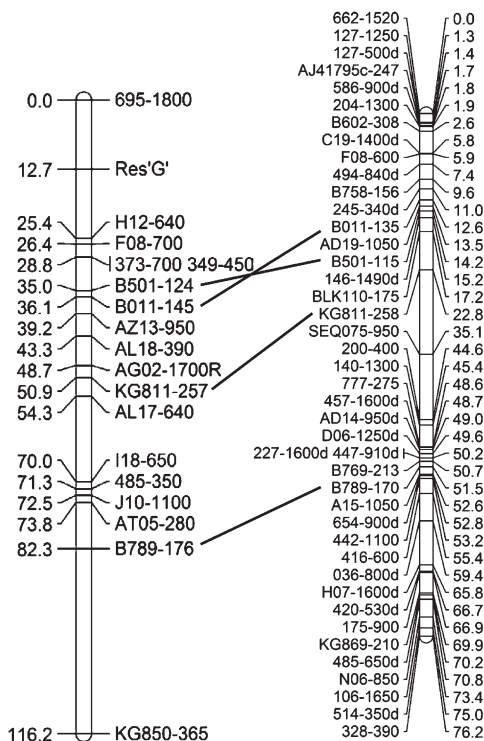 0.0 695-1800
12.7 Res'G'
25.4 H12-640
26.4 F08-700
28.8 373-700 349-450
35.0 B501-124
36.1 B011-145
39.2 AZ13-950
43.3 AL18-390
48.7 AG02-1700R
50.9 KG811-257
54.3 AL17-640
70.0 I18-650
71.3 485-350
72.5 J10-1100
73.8 AT05-280
82.3 B789-176
116.2 KG850-365
662-1520 0.0
127-1250 1.3
127-500d 1.4
AJ41795c-247 1.7
586-900d 1.8
204-1300 1.9
B602-308 2.6
C19-1400d 5.8
F08-600 5.9
494-840d 7.4
B758-156 9.6
245-340d 11.0
B011-135 12.6
AD19-1050 13.5
B501-115 14.2
146-1490d 15.2
BLK110-175 17.2
KG811-258 22.8
SEQ075-950 35.1
200-400 44.6
140-1300 45.4
777-275 48.6
457-1600d 48.7
AD14-950d 49.0
D06-1250d 49.6
227-1600d 447-910d 50.2
B769-213 50.7
B789-170 51.5
A15-1050 52.6
654-900d 52.8
442-1100 53.2
416-600 55.4
036-800d 59.4
H07-1600d 65.8
420-530d 66.7
175-900 66.9
KG869-210 69.9
485-650d 70.2
N06-850 70.8
106-1650 73.4
514-350d 75.0
328-390 76.2